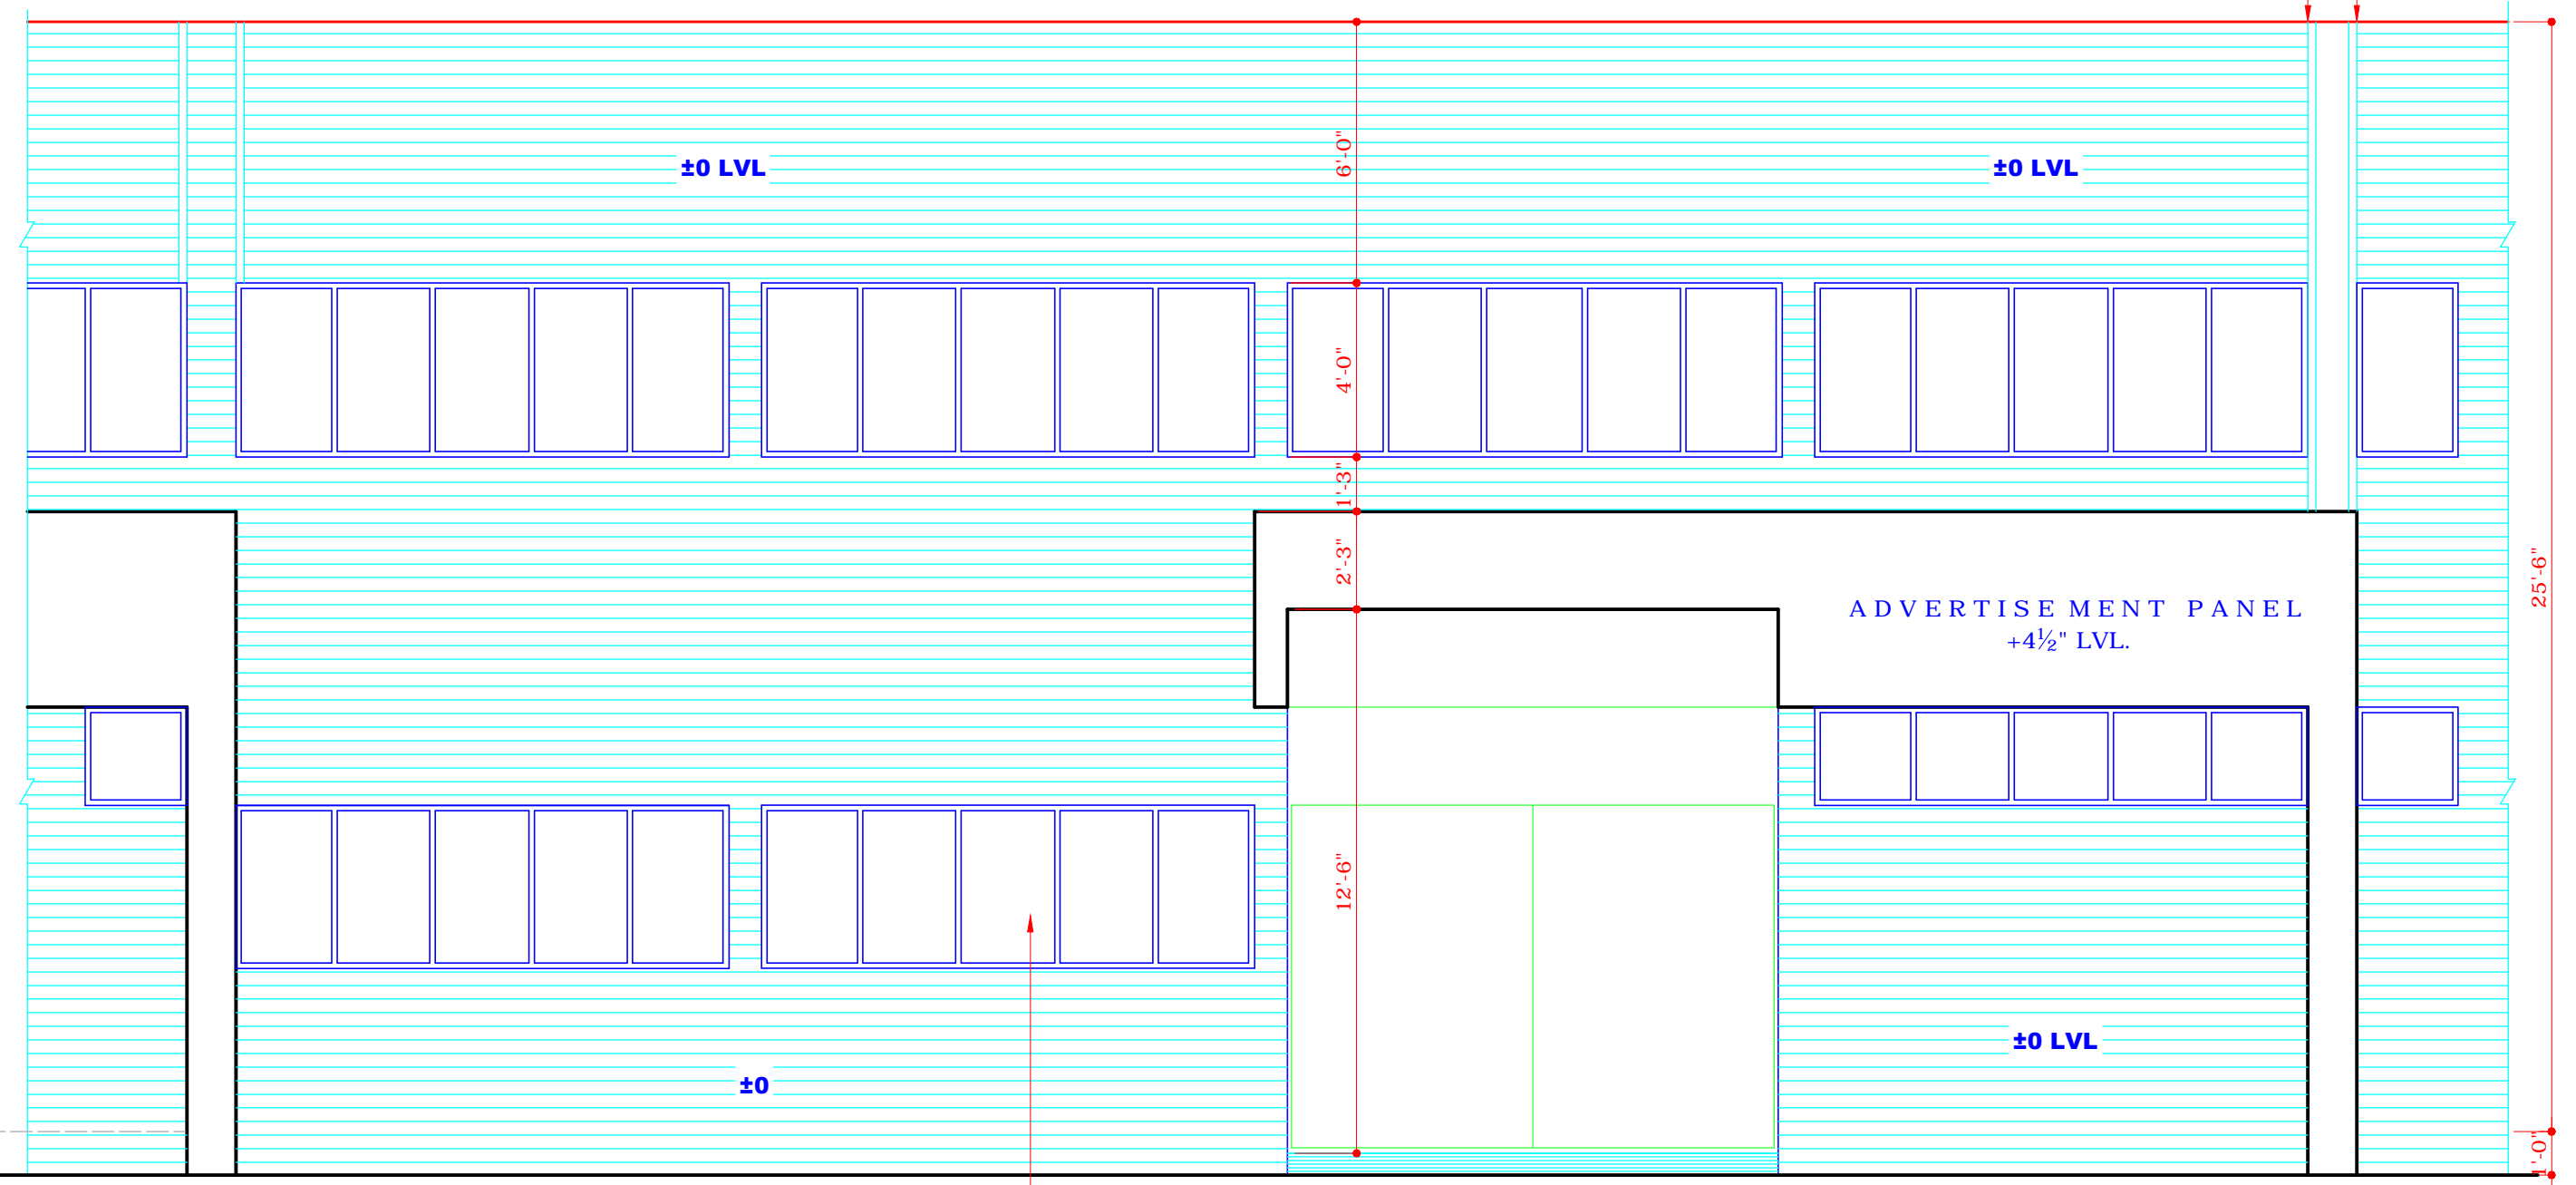 ±0 LVL
±0 LVL
6'-0"
4'-0"
1'-3"
2'-3"
25'-6"
ADVERTISEMENT PANEL
+4½" LVL.
12'-6"
±0 LVL
±0
1'-0"